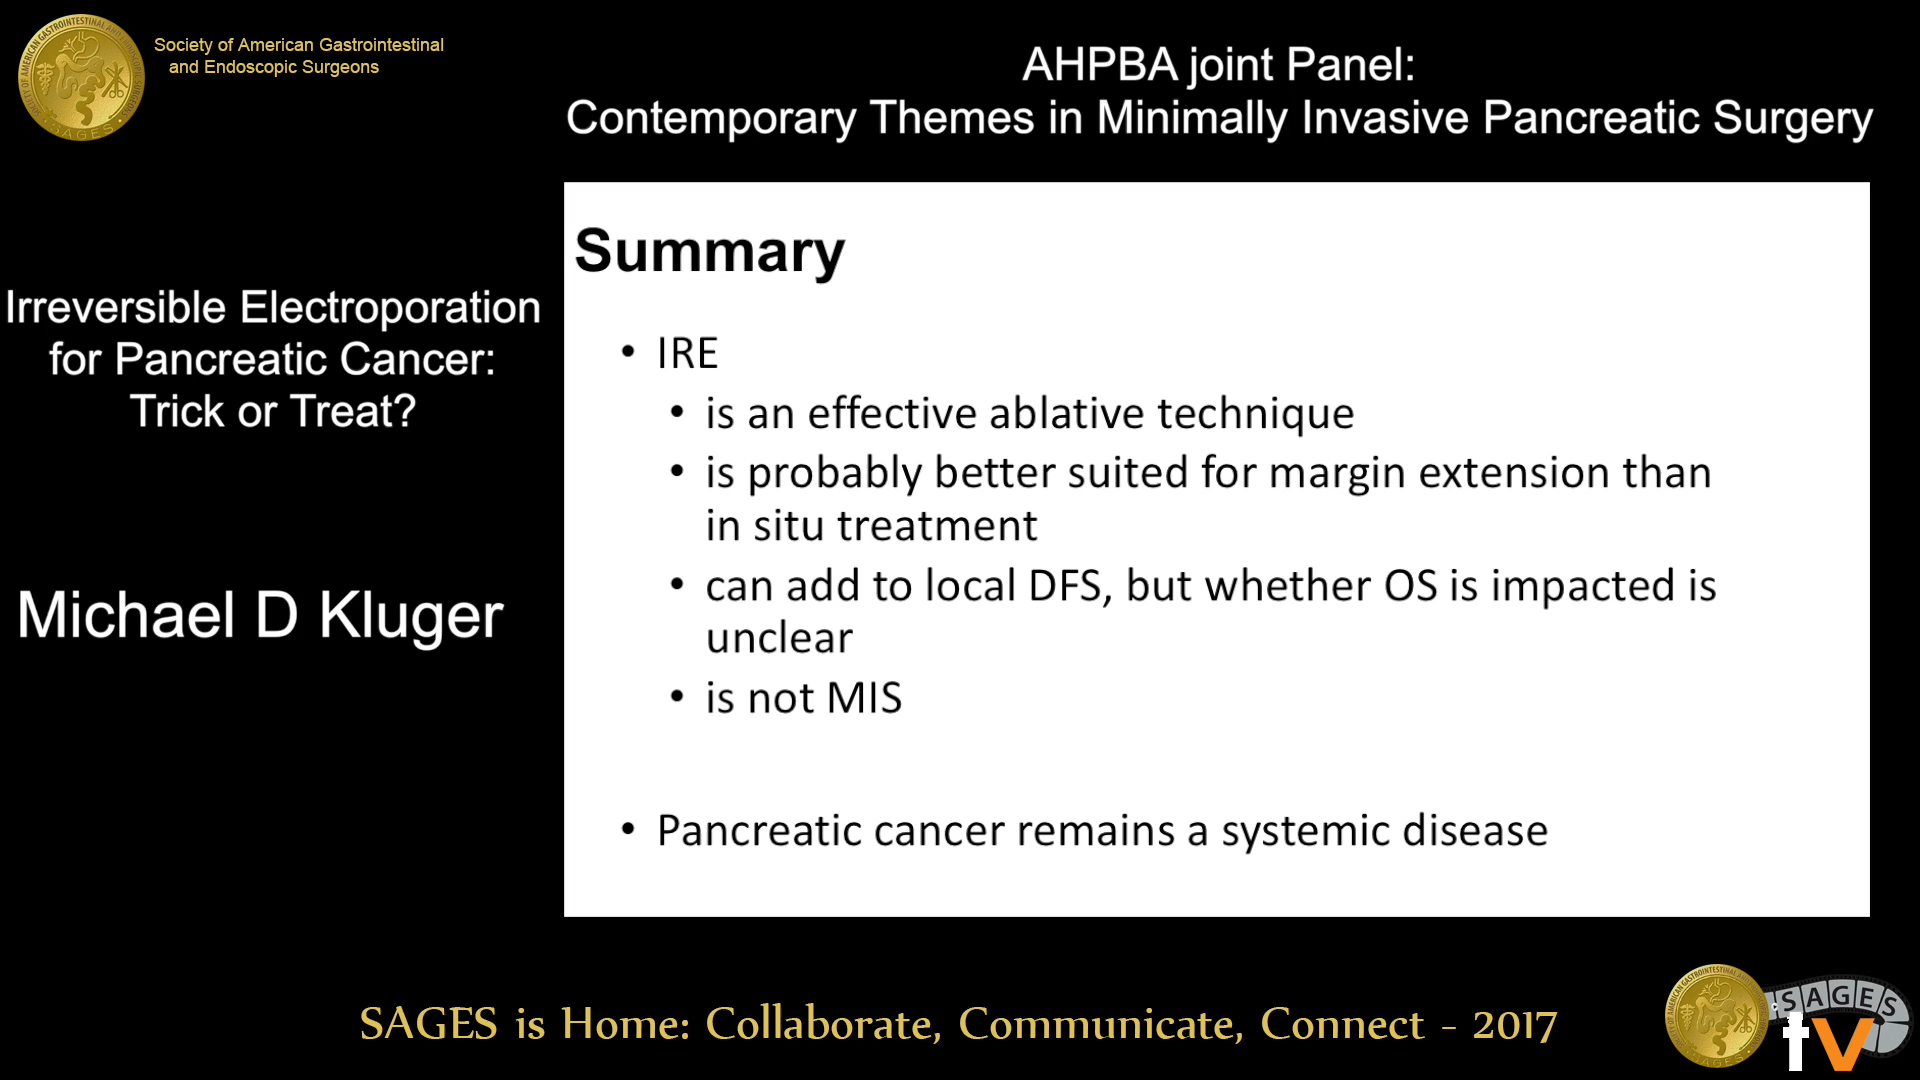 Society of American Gastrointestinal
and Endoscopic Surgeons
AHPBA joint Panel:
Contemporary Themes in Minimally Invasive Pancreatic Surgery
Irreversible Electroporation
for Pancreatic Cancer:
Trick or Treat?
Michael D Kluger
Summary
• IRE
• is an effective ablative technique
• is probably better suited for margin extension than
in situ treatment
• can add to local DFS, but whether OS is impacted is
unclear
• is not MIS
• Pancreatic cancer remains a systemic disease
SAGES is Home: Collaborate, Communicate, Connect - 2017
SAGES
tv